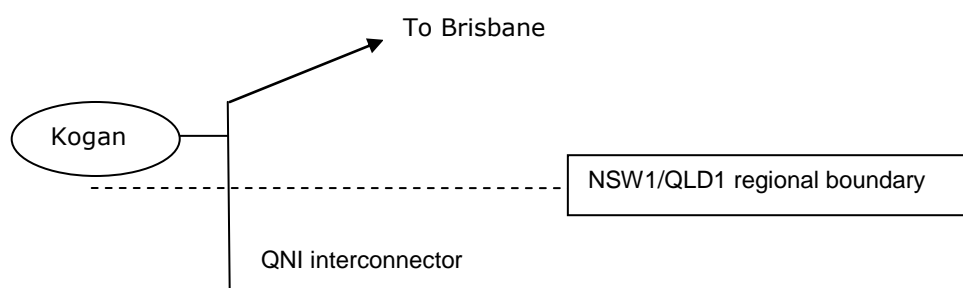 To Brisbane
Kogan
NSW1/QLD1 regional boundary
QNI interconnector